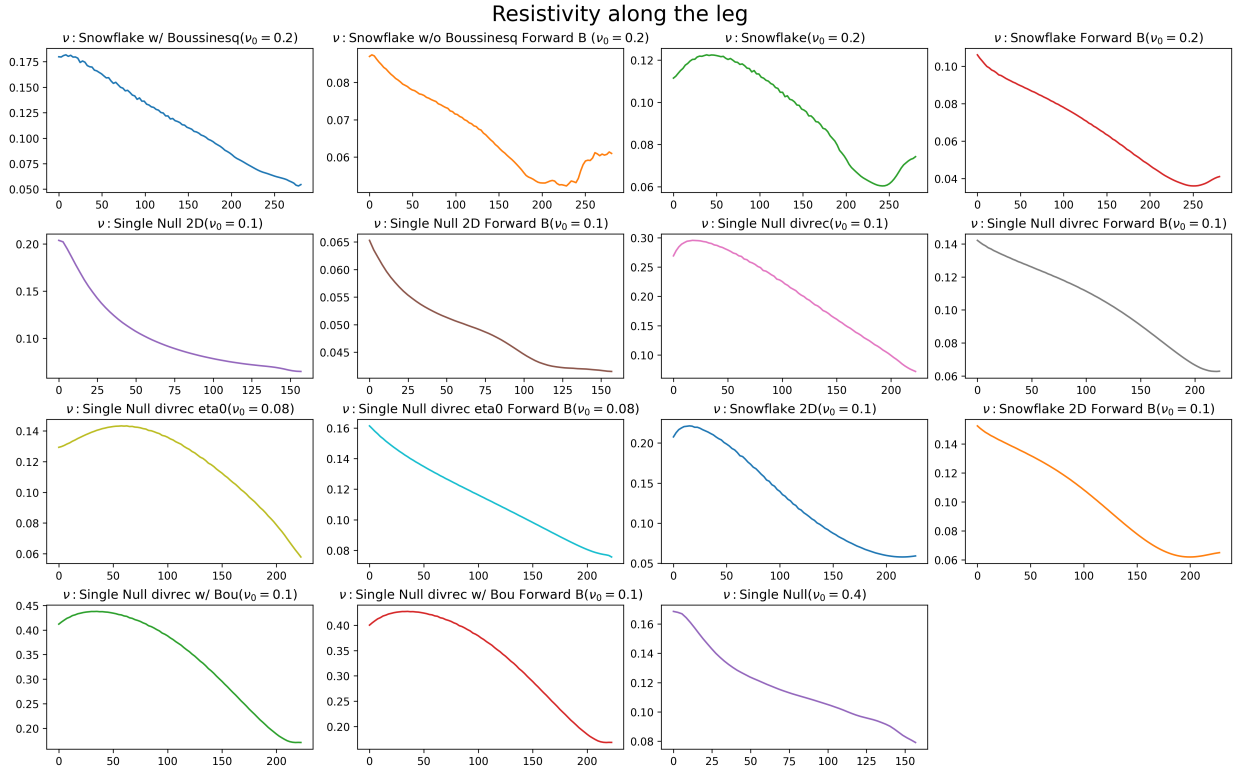 Resistivity along the leg
ν : Snowflake w/ Boussinesq(ν₀ = 0.2)
ν : Snowflake w/o Boussinesq Forward B (ν₀ = 0.2)
ν : Snowflake(ν₀ = 0.2)
ν : Snowflake Forward B(ν₀ = 0.2)
0.175
0.150
0.125
0.100
0.075
0.050
0 50 100 150 200 250
0.08
0.07
0.06
0 50 100 150 200 250
0.12
0.10
0.08
0.06
0 50 100 150 200 250
0.10
0.08
0.06
0.04
0 50 100 150 200 250
ν : Single Null 2D(ν₀ = 0.1)
ν : Single Null 2D Forward B(ν₀ = 0.1)
ν : Single Null divrec(ν₀ = 0.1)
ν : Single Null divrec Forward B(ν₀ = 0.1)
0.20
0.15
0.10
0 25 50 75 100 125 150
0.065
0.060
0.055
0.050
0.045
0 25 50 75 100 125 150
0.30
0.25
0.20
0.15
0.10
0 50 100 150 200
0.14
0.12
0.10
0.08
0.06
0 50 100 150 200
ν : Single Null divrec eta0(ν₀ = 0.08)
ν : Single Null divrec eta0 Forward B(ν₀ = 0.08)
ν : Snowflake 2D(ν₀ = 0.1)
ν : Snowflake 2D Forward B(ν₀ = 0.1)
0.14
0.12
0.10
0.08
0.06
0 50 100 150 200
0.16
0.14
0.12
0.10
0.08
0 50 100 150 200
0.20
0.15
0.10
0.05
0 50 100 150 200
0.14
0.12
0.10
0.08
0.06
0 50 100 150 200
ν : Single Null divrec w/ Bou(ν₀ = 0.1)
ν : Single Null divrec w/ Bou Forward B(ν₀ = 0.1)
ν : Single Null(ν₀ = 0.4)
0.45
0.40
0.35
0.30
0.25
0.20
0 50 100 150 200
0.40
0.35
0.30
0.25
0.20
0 50 100 150 200
0.16
0.14
0.12
0.10
0.08
0 25 50 75 100 125 150